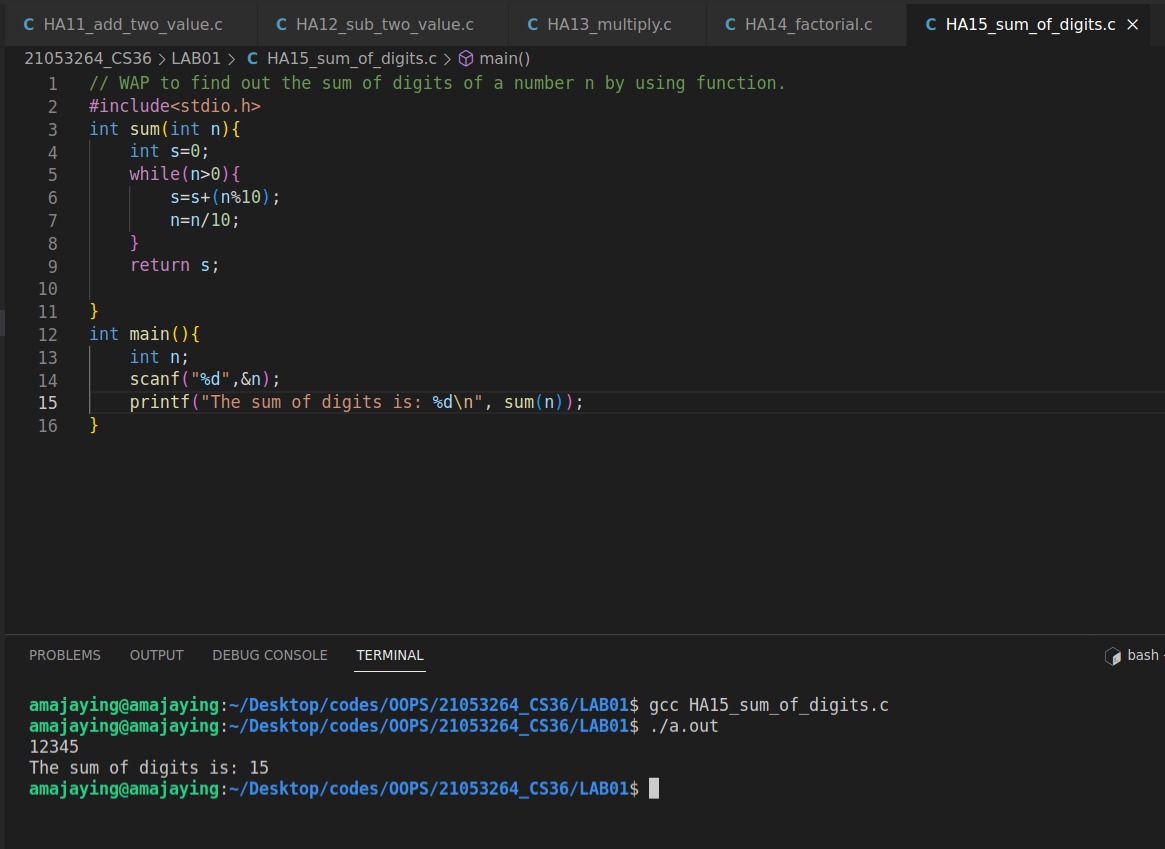 C HA11_add_two_value.c C HA12_sub_two_value.c C HA13_multiply.c C HA14_factorial.c C HA15_sum_of_digits.c ×
21053264_CS36 > LAB01 > C HA15_sum_of_digits.c > main()
1 // WAP to find out the sum of digits of a number n by using function.
2 #include<stdio.h>
3 int sum(int n){
4     int s=0;
5     while(n>0){
6         s=s+(n%10);
7         n=n/10;
8     }
9     return s;
10
11 }
12 int main(){
13     int n;
14     scanf("%d",&n);
15     printf("The sum of digits is: %d\n", sum(n));
16 }
PROBLEMS OUTPUT DEBUG CONSOLE TERMINAL bash
amajaying@amajaying:~/Desktop/codes/OOPS/21053264_CS36/LAB01$ gcc HA15_sum_of_digits.c
amajaying@amajaying:~/Desktop/codes/OOPS/21053264_CS36/LAB01$ ./a.out
12345
The sum of digits is: 15
amajaying@amajaying:~/Desktop/codes/OOPS/21053264_CS36/LAB01$